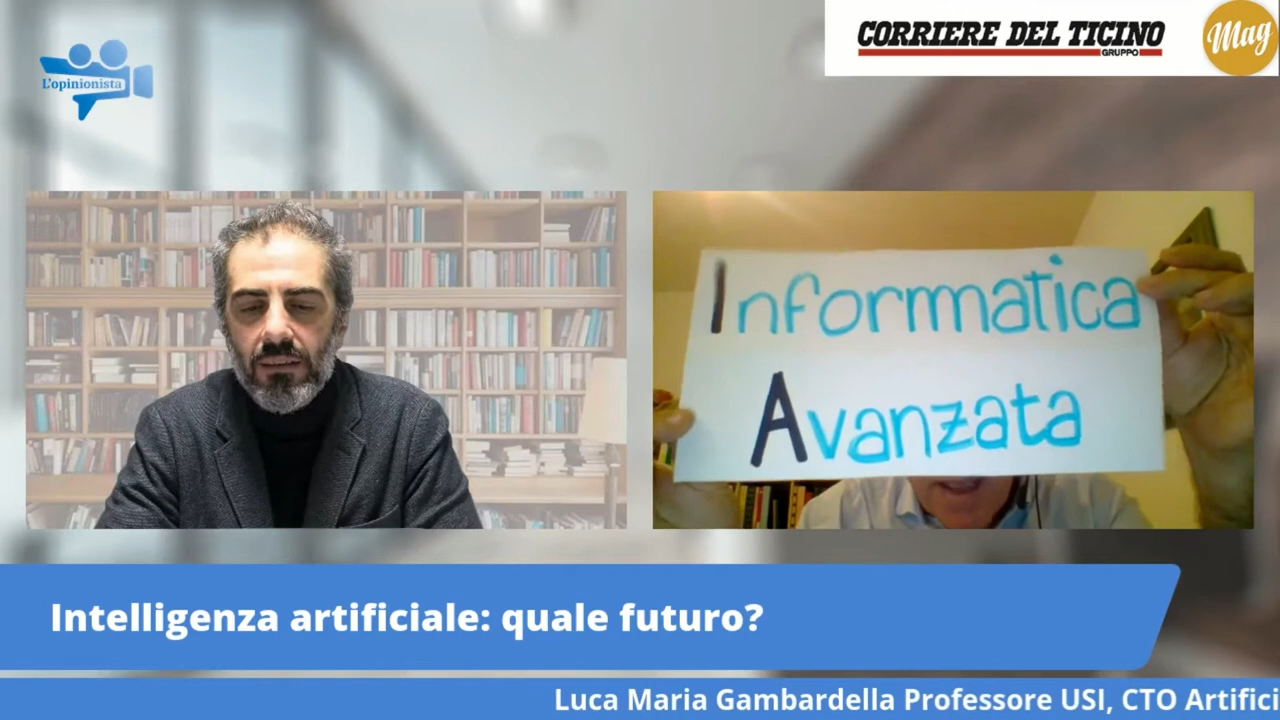 L'opinionista
CORRIERE DEL TICINO
GRUPPO
Mag
Informatica
Avanzata
Intelligenza artificiale: quale futuro?
Luca Maria Gambardella Professore USI, CTO Artifici